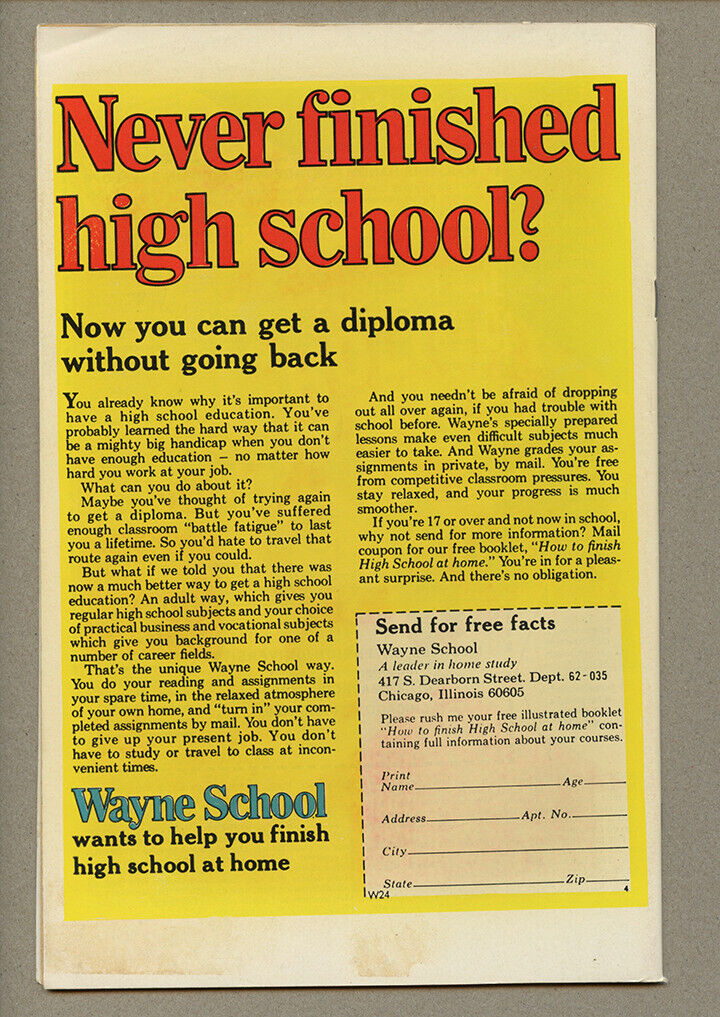 Never finished
high school?
Now you can get a diploma
without going back
You already know why it's important to
have a high school education. You've
probably learned the hard way that it can
be a mighty big handicap when you don't
have enough education – no matter how
hard you work at your job.
What can you do about it?
Maybe you've thought of trying again
to get a diploma. But you've suffered
enough classroom "battle fatigue" to last
you a lifetime. So you'd hate to travel that
route again even if you could.
But what if we told you that there was
now a much better way to get a high school
education? An adult way, which gives you
regular high school subjects and your choice
of practical business and vocational subjects
which give you background for one of a
number of career fields.
That's the unique Wayne School way.
You do your reading and assignments in
your spare time, in the relaxed atmosphere
of your own home, and "turn in" your com-
pleted assignments by mail. You don't have
to give up your present job. You don't
have to study or travel to class at incon-
venient times.
Wayne School
wants to help you finish
high school at home
And you needn't be afraid of dropping
out all over again, if you had trouble with
school before. Wayne's specially prepared
lessons make even difficult subjects much
easier to take. And Wayne grades your as-
signments in private, by mail. You're free
from competitive classroom pressures. You
stay relaxed, and your progress is much
smoother.
If you're 17 or over and not now in school,
why not send for more information? Mail
coupon for our free booklet, "How to finish
High School at home." You're in for a pleas-
ant surprise. And there's no obligation.
Send for free facts
Wayne School
A leader in home study
417 S. Dearborn Street. Dept. 62-035
Chicago, Illinois 60605
Please rush me your free illustrated booklet
"How to finish High School at home" con-
taining full information about your courses.
Print
Name Age
Address Apt. No.
City
State Zip
W24 4